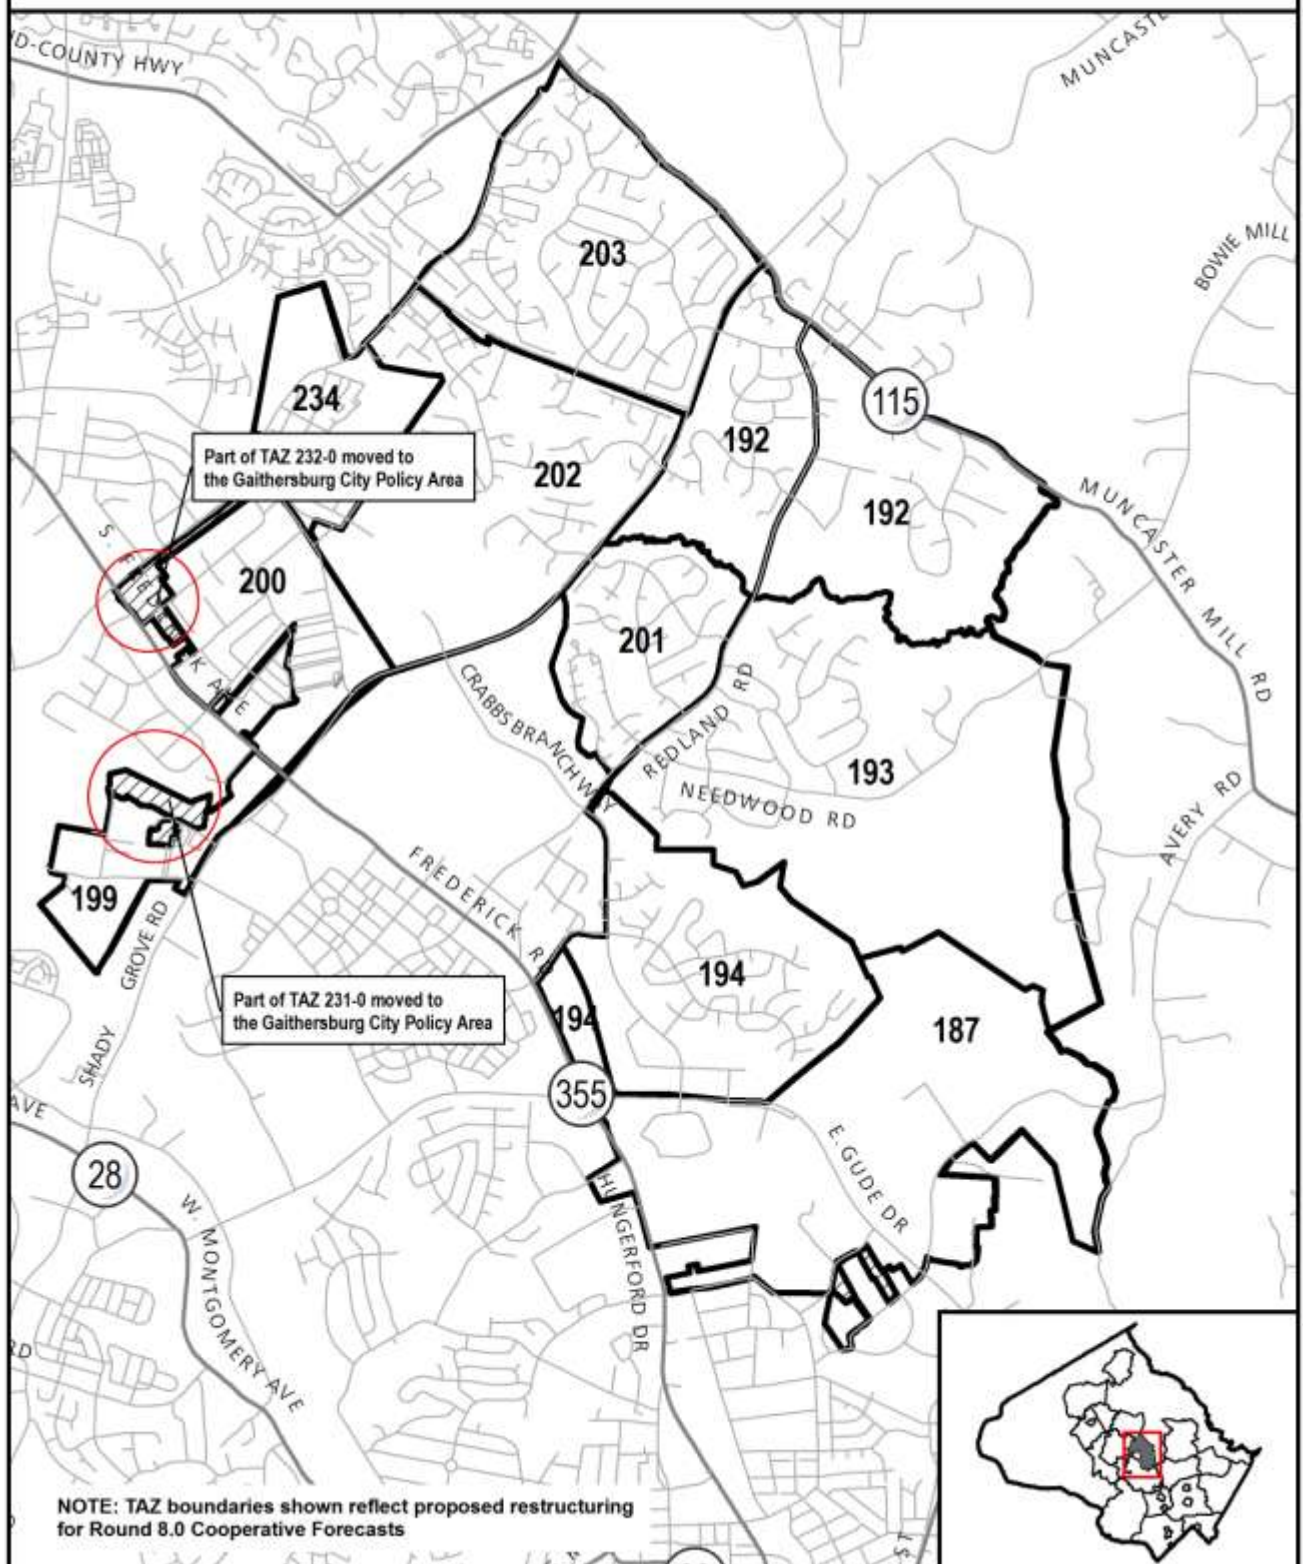 D-COUNTY HWY
MUNCASTE
BOWIE MILL
203
115
234
192
Part of TAZ 232-0 moved to
the Gaithersburg City Policy Area
202
192
MUNCASTER MILL RD
S. FREDERICK AVE
200
201
CRABBS BRANCH WAY
REDLAND RD
193
NEEDWOOD RD
AVERY RD
FREDERICK R
199
SHADY GROVE RD
194
194
187
Part of TAZ 231-0 moved to
the Gaithersburg City Policy Area
355
AVE
28
E. GUDE DR
W. MONTGOMERY AVE
HUNGERFORD DR
RD
NOTE: TAZ boundaries shown reflect proposed restructuring
for Round 8.0 Cooperative Forecasts